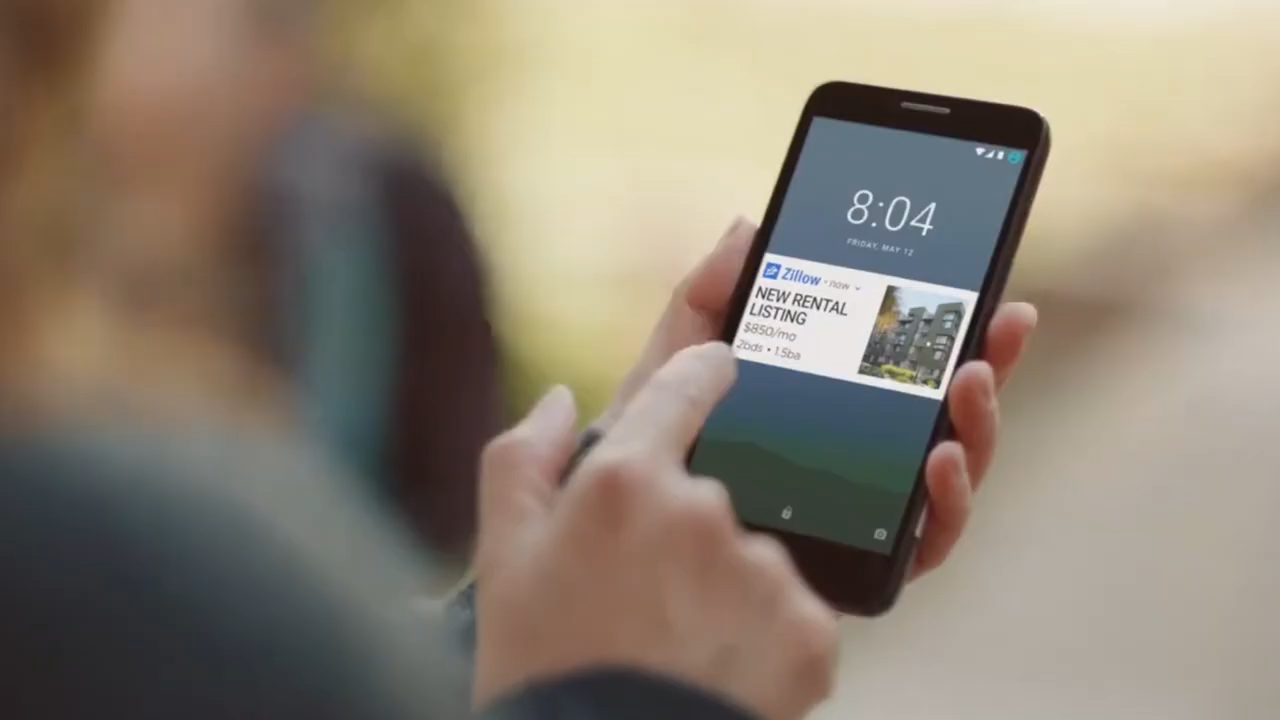 8:04
FRIDAY, MAY 12
Zillow • now
NEW RENTAL
LISTING
$850/mo
2bds • 1.5ba